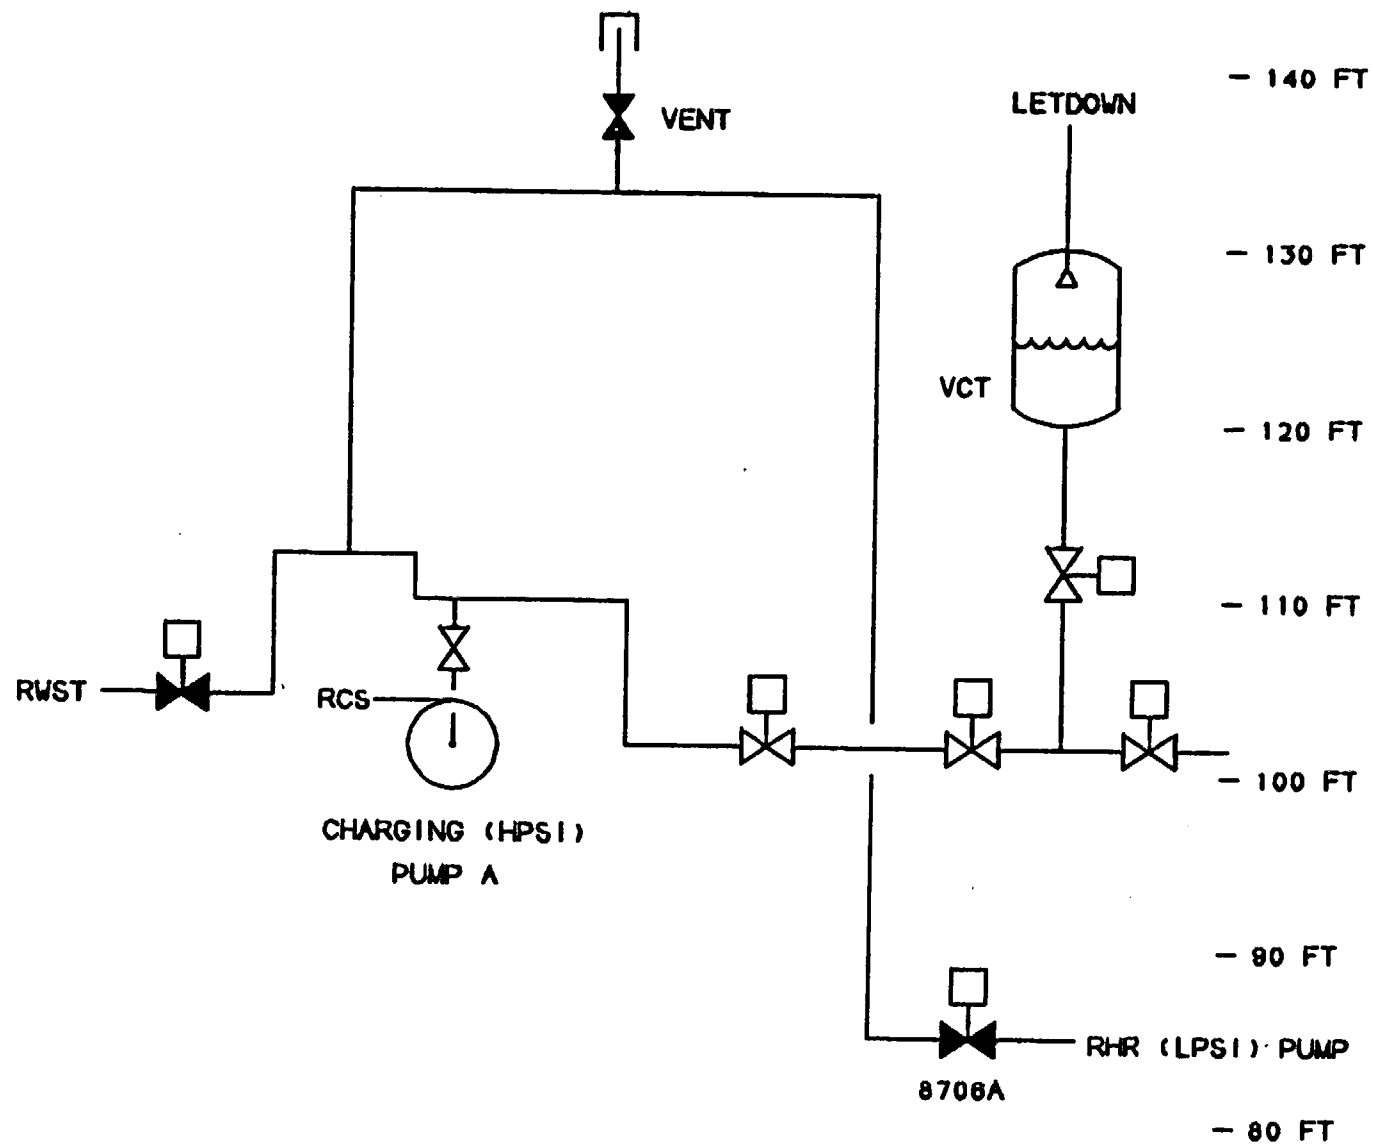 - 140 FT
LETDOWN
VENT
- 130 FT
VCT
- 120 FT
- 110 FT
RWST
RCS
- 100 FT
CHARGING (HPSI)
PUMP A
- 90 FT
RHR (LPSI) PUMP
8706A
- 80 FT